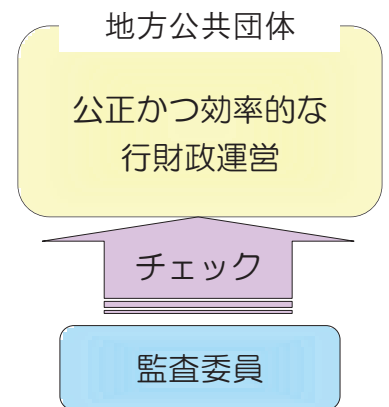 地方公共団体
公正かつ効率的な
行財政運営
チェック
監査委員